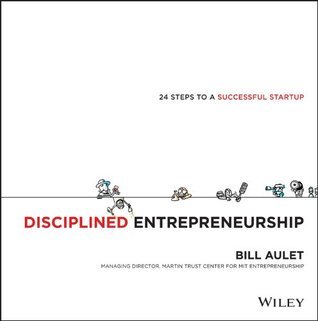 24 STEPS TO A SUCCESSFUL STARTUP
DISCIPLINED ENTREPRENEURSHIP
BILL AULET
MANAGING DIRECTOR, MARTIN TRUST CENTER FOR MIT ENTREPRENEURSHIP
WILEY